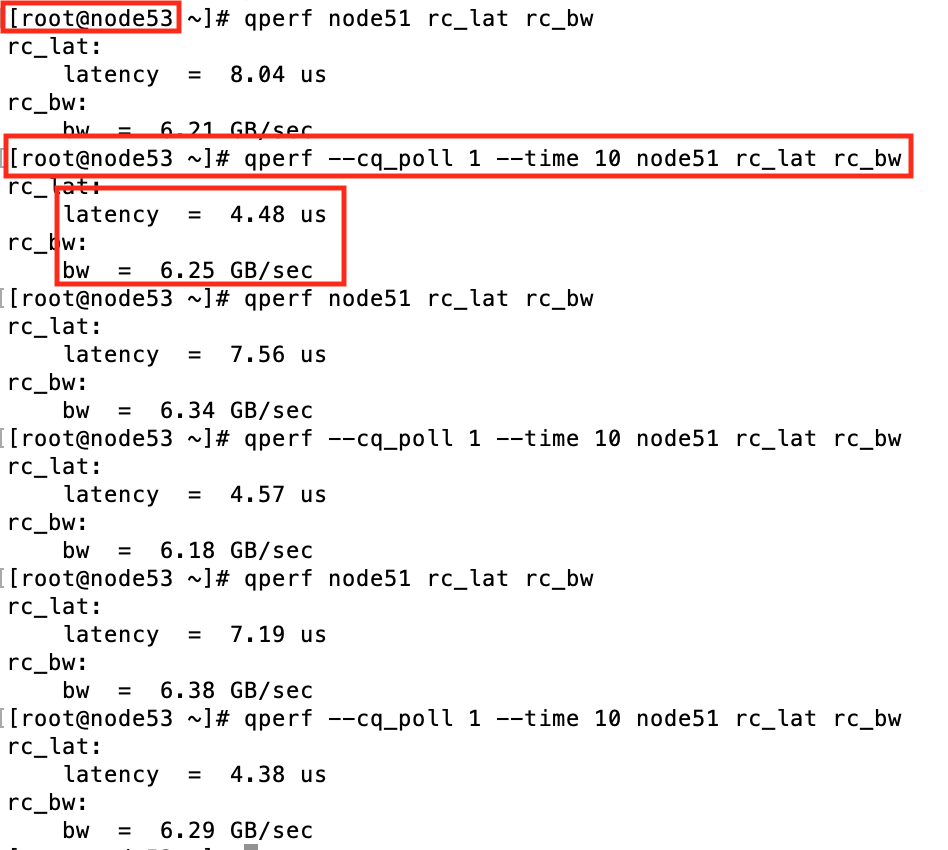 [root@node53 ~]# qperf node51 rc_lat rc_bw
rc_lat:
    latency  =  8.04 us
rc_bw:
    bw  =  6.21 GB/sec
[root@node53 ~]# qperf --cq_poll 1 --time 10 node51 rc_lat rc_bw
rc_lat:
    latency  =  4.48 us
rc_bw:
    bw  =  6.25 GB/sec
[[root@node53 ~]# qperf node51 rc_lat rc_bw
rc_lat:
    latency  =  7.56 us
rc_bw:
    bw  =  6.34 GB/sec
[[root@node53 ~]# qperf --cq_poll 1 --time 10 node51 rc_lat rc_bw
rc_lat:
    latency  =  4.57 us
rc_bw:
    bw  =  6.18 GB/sec
[[root@node53 ~]# qperf node51 rc_lat rc_bw
rc_lat:
    latency  =  7.19 us
rc_bw:
    bw  =  6.38 GB/sec
[[root@node53 ~]# qperf --cq_poll 1 --time 10 node51 rc_lat rc_bw
rc_lat:
    latency  =  4.38 us
rc_bw:
    bw  =  6.29 GB/sec